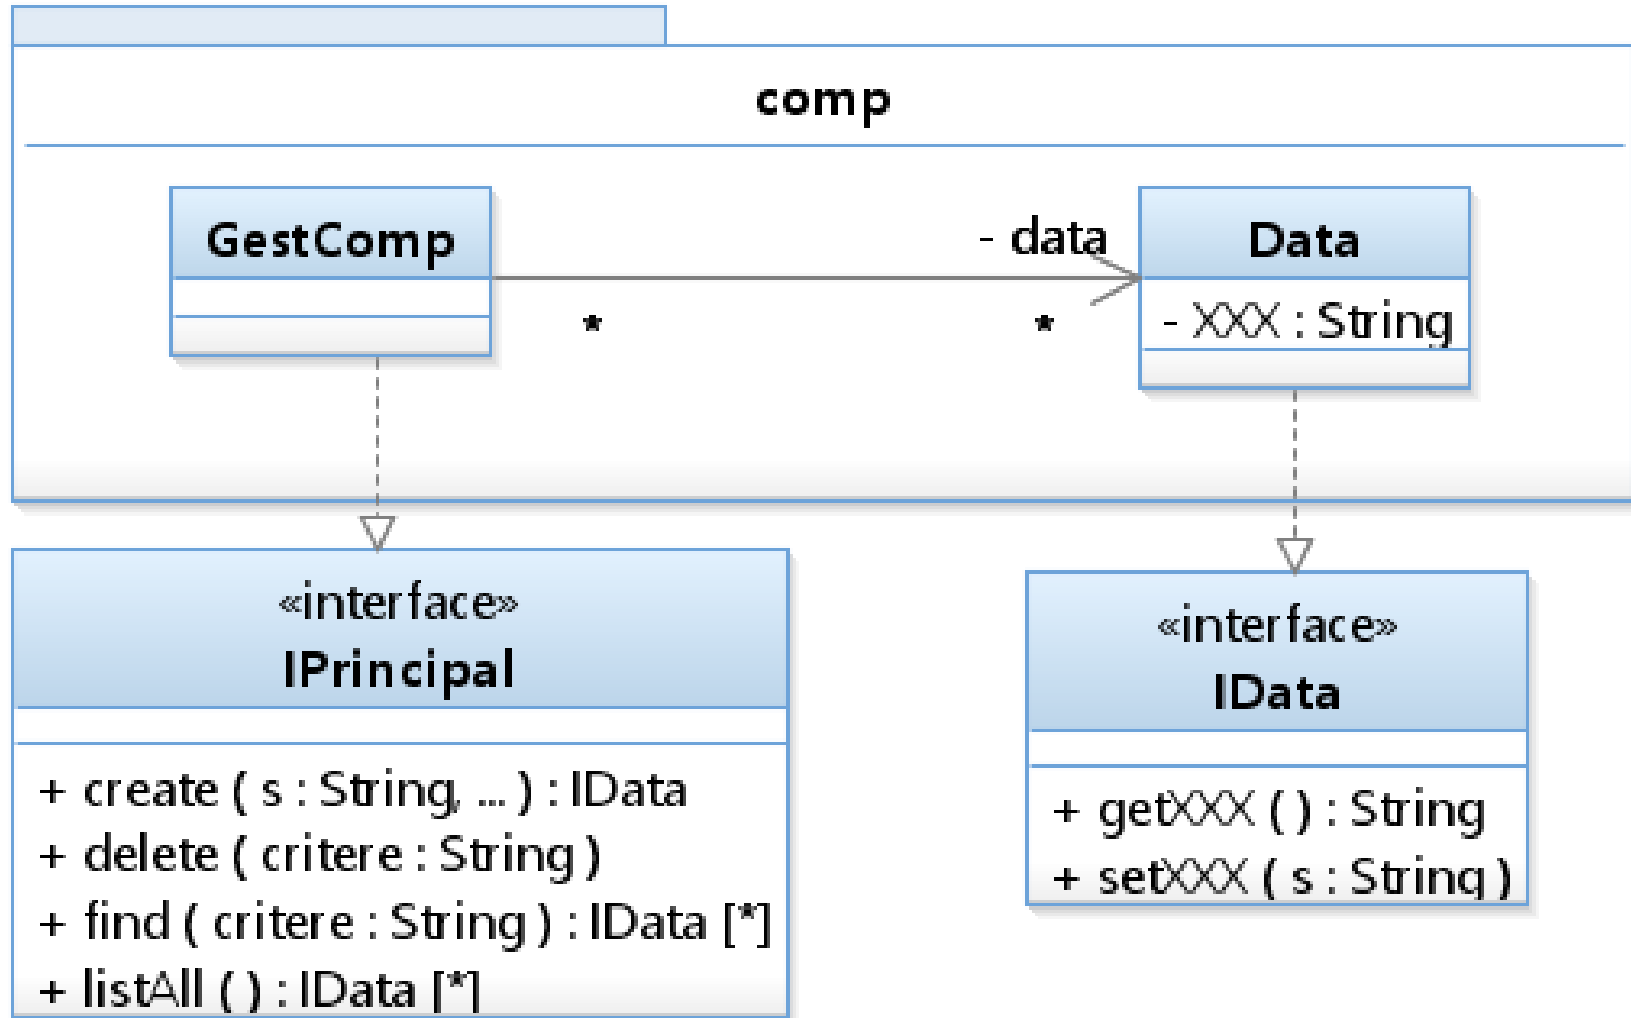 comp
GestComp
- data
Data
*
*
- XXX : String
«interface»
IPrincipal
+ create ( s : String, ... ) : IData
+ delete ( critere : String )
+ find ( critere : String ) : IData [*]
+ listAll ( ) : IData [*]
«interface»
IData
+ getXXX ( ) : String
+ setXXX ( s : String )